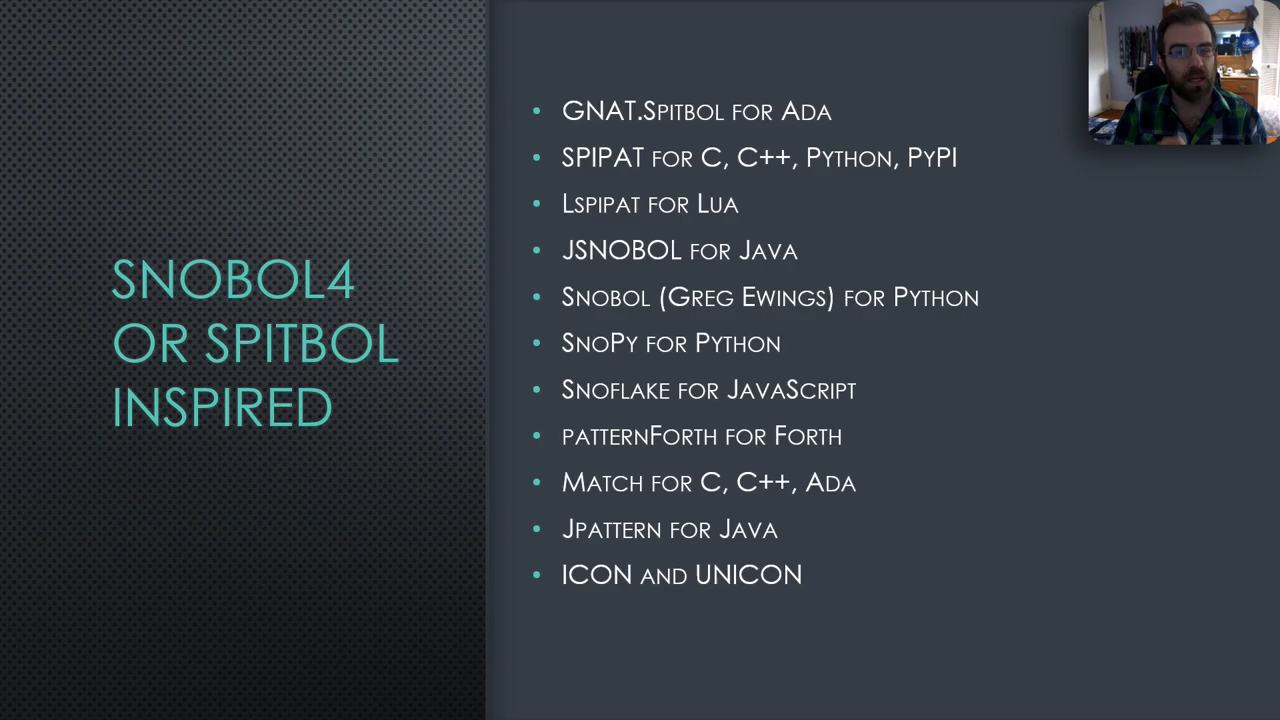 SNOBOL4
OR SPITBOL
INSPIRED
• GNAT.Spitbol for Ada
• SPIPAT for C, C++, Python, PyPI
• Lspipat for Lua
• JSNOBOL for Java
• Snobol (Greg Ewings) for Python
• SnoPy for Python
• Snoflake for JavaScript
• patternForth for Forth
• Match for C, C++, Ada
• Jpattern for Java
• ICON and UNICON